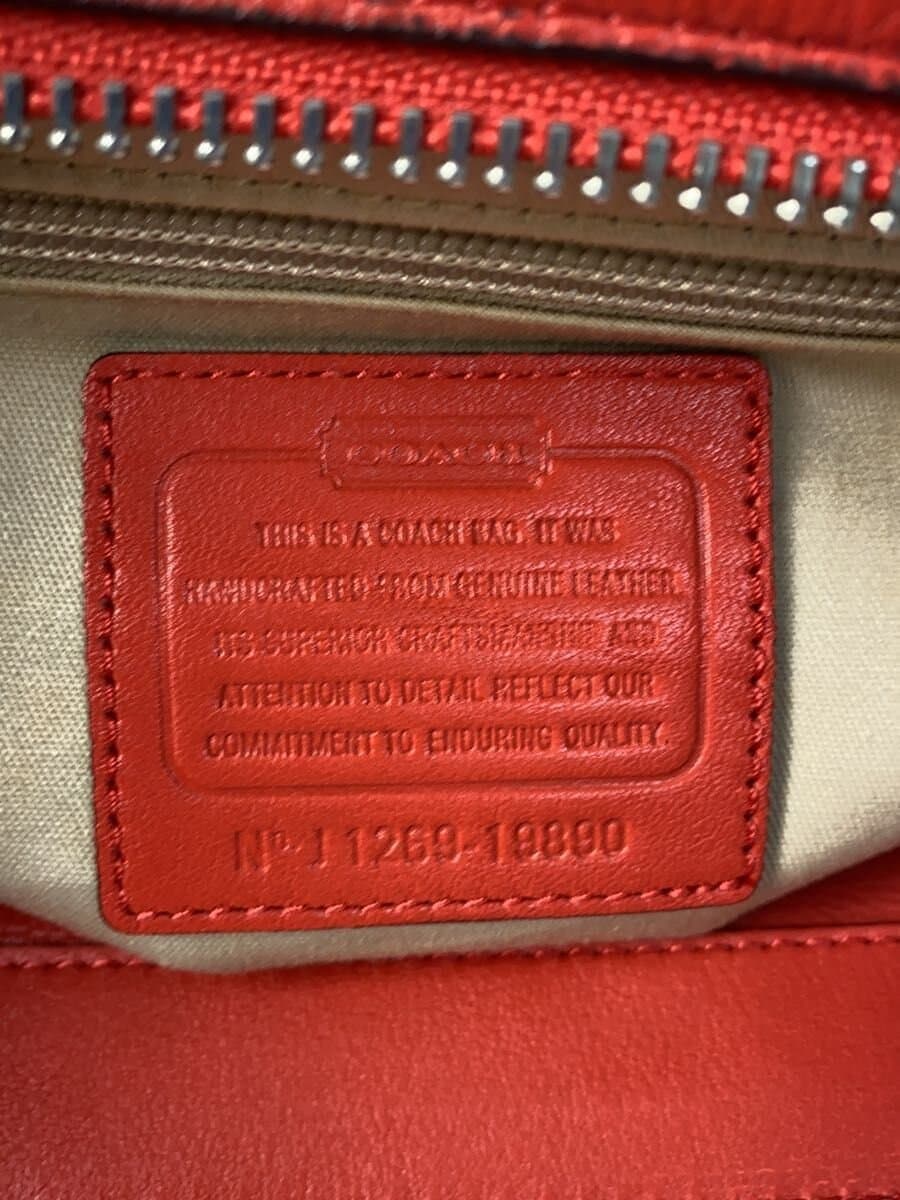 COACH
THIS IS A COACH BAG. IT WAS
HANDCRAFTED FROM GENUINE LEATHER.
ITS SUPERIOR CRAFTSMANSHIP AND
ATTENTION TO DETAIL REFLECT OUR
COMMITMENT TO ENDURING QUALITY.
Nº J1269-19890